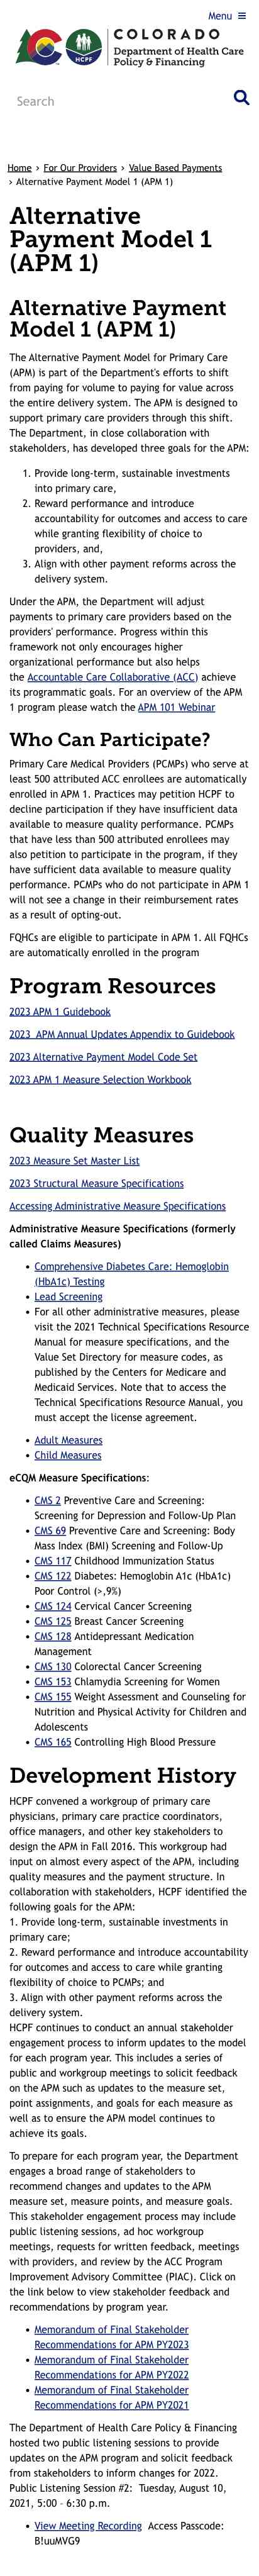 Menu ≡
COLORADO
Department of Health Care
Policy & Financing
HCPF
Search
Home › For Our Providers › Value Based Payments
› Alternative Payment Model 1 (APM 1)
Alternative
Payment Model 1
(APM 1)
Alternative Payment
Model 1 (APM 1)
The Alternative Payment Model for Primary Care
(APM) is part of the Department's efforts to shift
from paying for volume to paying for value across
the entire delivery system. The APM is designed to
support primary care providers through this shift.
The Department, in close collaboration with
stakeholders, has developed three goals for the APM:
1. Provide long-term, sustainable investments
into primary care,
2. Reward performance and introduce
accountability for outcomes and access to care
while granting flexibility of choice to
providers, and,
3. Align with other payment reforms across the
delivery system.
Under the APM, the Department will adjust
payments to primary care providers based on the
providers' performance. Progress within this
framework not only encourages higher
organizational performance but also helps
the Accountable Care Collaborative (ACC) achieve
its programmatic goals. For an overview of the APM
1 program please watch the APM 101 Webinar
Who Can Participate?
Primary Care Medical Providers (PCMPs) who serve at
least 500 attributed ACC enrollees are automatically
enrolled in APM 1. Practices may petition HCPF to
decline participation if they have insufficient data
available to measure quality performance. PCMPs
that have less than 500 attributed enrollees may
also petition to participate in the program, if they
have sufficient data available to measure quality
performance. PCMPs who do not participate in APM 1
will not see a change in their reimbursement rates
as a result of opting-out.
FQHCs are eligible to participate in APM 1. All FQHCs
are automatically enrolled in the program
Program Resources
2023 APM 1 Guidebook
2023 APM Annual Updates Appendix to Guidebook
2023 Alternative Payment Model Code Set
2023 APM 1 Measure Selection Workbook
Quality Measures
2023 Measure Set Master List
2023 Structural Measure Specifications
Accessing Administrative Measure Specifications
Administrative Measure Specifications (formerly
called Claims Measures)
• Comprehensive Diabetes Care: Hemoglobin
(HbA1c) Testing
• Lead Screening
• For all other administrative measures, please
visit the 2021 Technical Specifications Resource
Manual for measure specifications, and the
Value Set Directory for measure codes, as
published by the Centers for Medicare and
Medicaid Services. Note that to access the
Technical Specifications Resource Manual, you
must accept the license agreement.
• Adult Measures
• Child Measures
eCQM Measure Specifications:
• CMS 2 Preventive Care and Screening:
Screening for Depression and Follow-Up Plan
• CMS 69 Preventive Care and Screening: Body
Mass Index (BMI) Screening and Follow-Up
• CMS 117 Childhood Immunization Status
• CMS 122 Diabetes: Hemoglobin A1c (HbA1c)
Poor Control (>,9%)
• CMS 124 Cervical Cancer Screening
• CMS 125 Breast Cancer Screening
• CMS 128 Antidepressant Medication
Management
• CMS 130 Colorectal Cancer Screening
• CMS 153 Chlamydia Screening for Women
• CMS 155 Weight Assessment and Counseling for
Nutrition and Physical Activity for Children and
Adolescents
• CMS 165 Controlling High Blood Pressure
Development History
HCPF convened a workgroup of primary care
physicians, primary care practice coordinators,
office managers, and other key stakeholders to
design the APM in Fall 2016. This workgroup had
input on almost every aspect of the APM, including
quality measures and the payment structure. In
collaboration with stakeholders, HCPF identified the
following goals for the APM:
1. Provide long-term, sustainable investments in
primary care;
2. Reward performance and introduce accountability
for outcomes and access to care while granting
flexibility of choice to PCMPs; and
3. Align with other payment reforms across the
delivery system.
HCPF continues to conduct an annual stakeholder
engagement process to inform updates to the model
for each program year. This includes a series of
public and workgroup meetings to solicit feedback
on the APM such as updates to the measure set,
point assignments, and goals for each measure as
well as to ensure the APM model continues to
achieve its goals.
To prepare for each program year, the Department
engages a broad range of stakeholders to
recommend changes and updates to the APM
measure set, measure points, and measure goals.
This stakeholder engagement process may include
public listening sessions, ad hoc workgroup
meetings, requests for written feedback, meetings
with providers, and review by the ACC Program
Improvement Advisory Committee (PIAC). Click on
the link below to view stakeholder feedback and
recommendations by program year.
• Memorandum of Final Stakeholder
Recommendations for APM PY2023
• Memorandum of Final Stakeholder
Recommendations for APM PY2022
• Memorandum of Final Stakeholder
Recommendations for APM PY2021
The Department of Health Care Policy & Financing
hosted two public listening sessions to provide
updates on the APM program and solicit feedback
from stakeholders to inform changes for 2022.
Public Listening Session #2:  Tuesday, August 10,
2021, 5:00 – 6:30 p.m.
• View Meeting Recording  Access Passcode:
B!uuMVG9